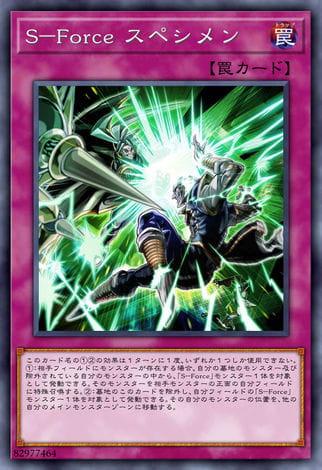 S-Force スペシメン
罠
トラップ
【罠カード】
このカード名の①②の効果は１ターンに１度、いずれか１つしか使用できない。
①：相手フィールドにモンスターが存在する場合、自分の墓地のモンスター及び
除外されている自分のモンスターの中から、「S-Force」モンスター１体を対象
として発動できる。そのモンスターを相手モンスターの正面の自分フィールド
に特殊召喚する。②：墓地のこのカードを除外し、自分フィールドの「S-Force」
モンスター１体を対象として発動できる。その自分のモンスターの位置を、他の
自分のメインモンスターゾーンに移動する。
82977464